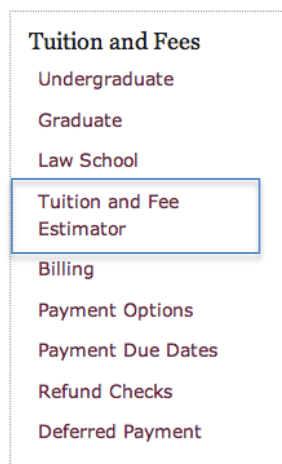 Tuition and Fees
Undergraduate
Graduate
Law School
Tuition and Fee
Estimator
Billing
Payment Options
Payment Due Dates
Refund Checks
Deferred Payment